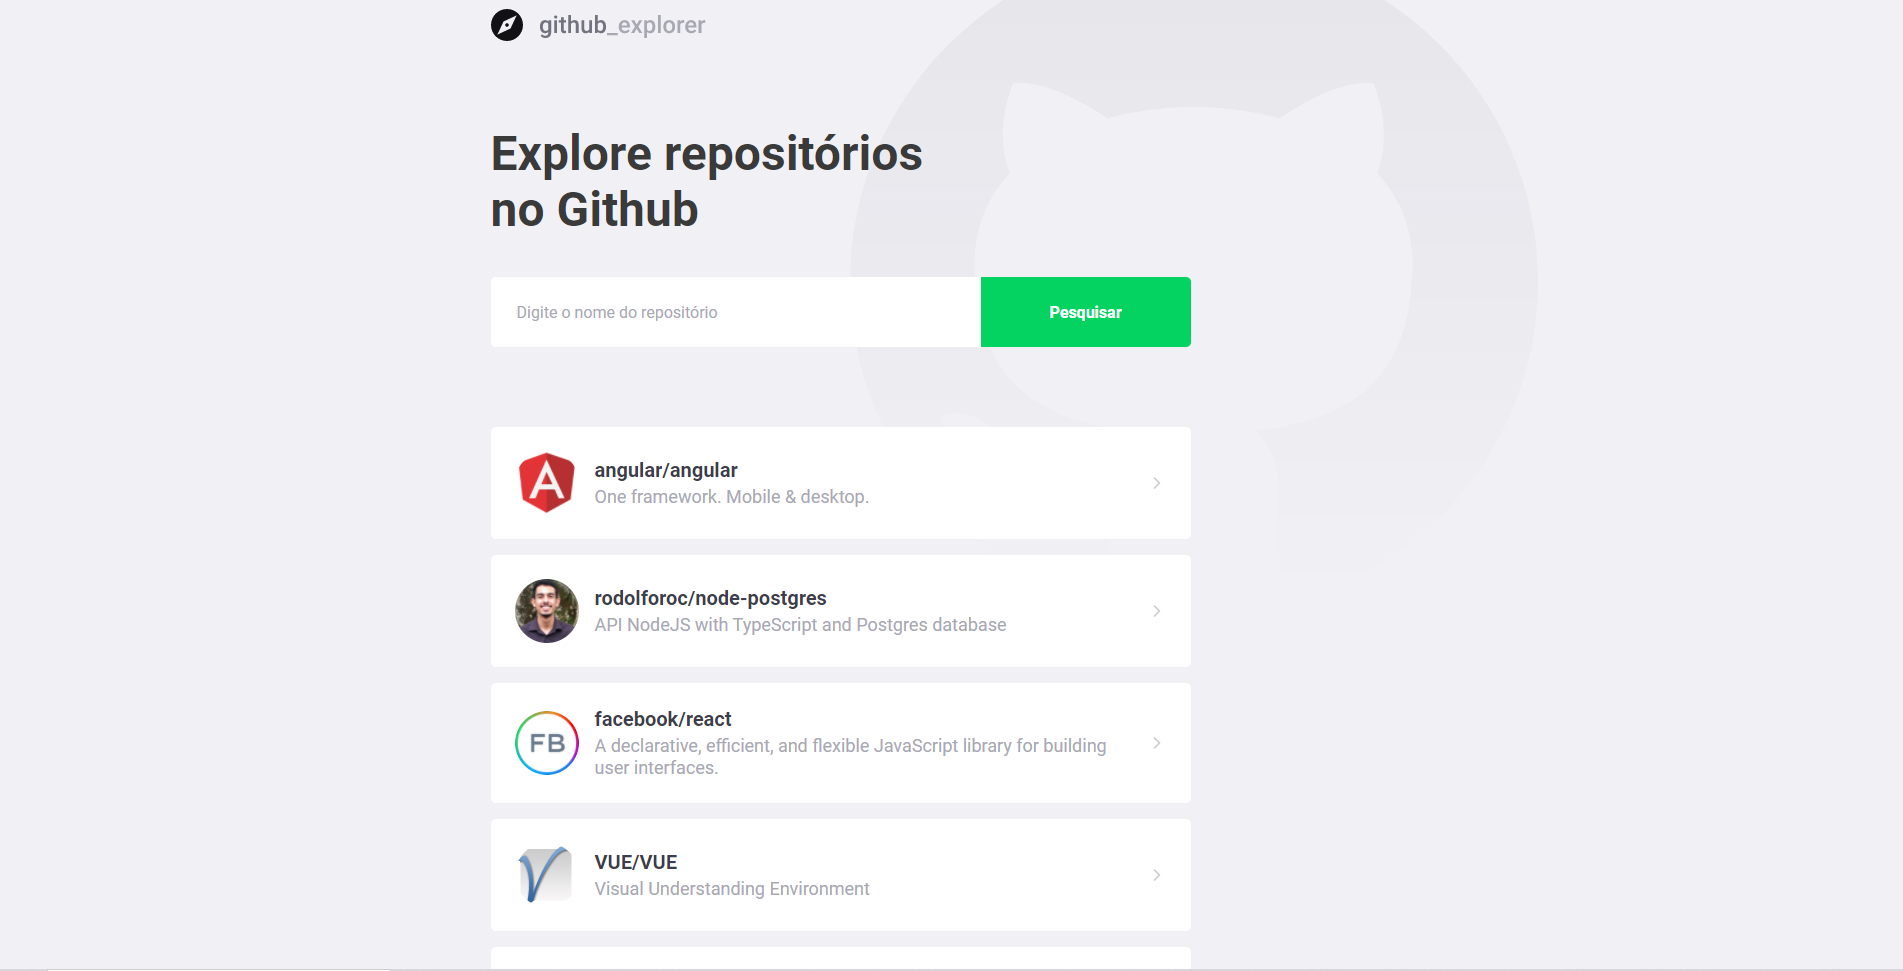 github_explorer
Explore repositórios
no Github
Digite o nome do repositório
Pesquisar
angular/angular
One framework. Mobile & desktop.
rodolforoc/node-postgres
API NodeJS with TypeScript and Postgres database
FB
facebook/react
A declarative, efficient, and flexible JavaScript library for building
user interfaces.
VUE/VUE
Visual Understanding Environment